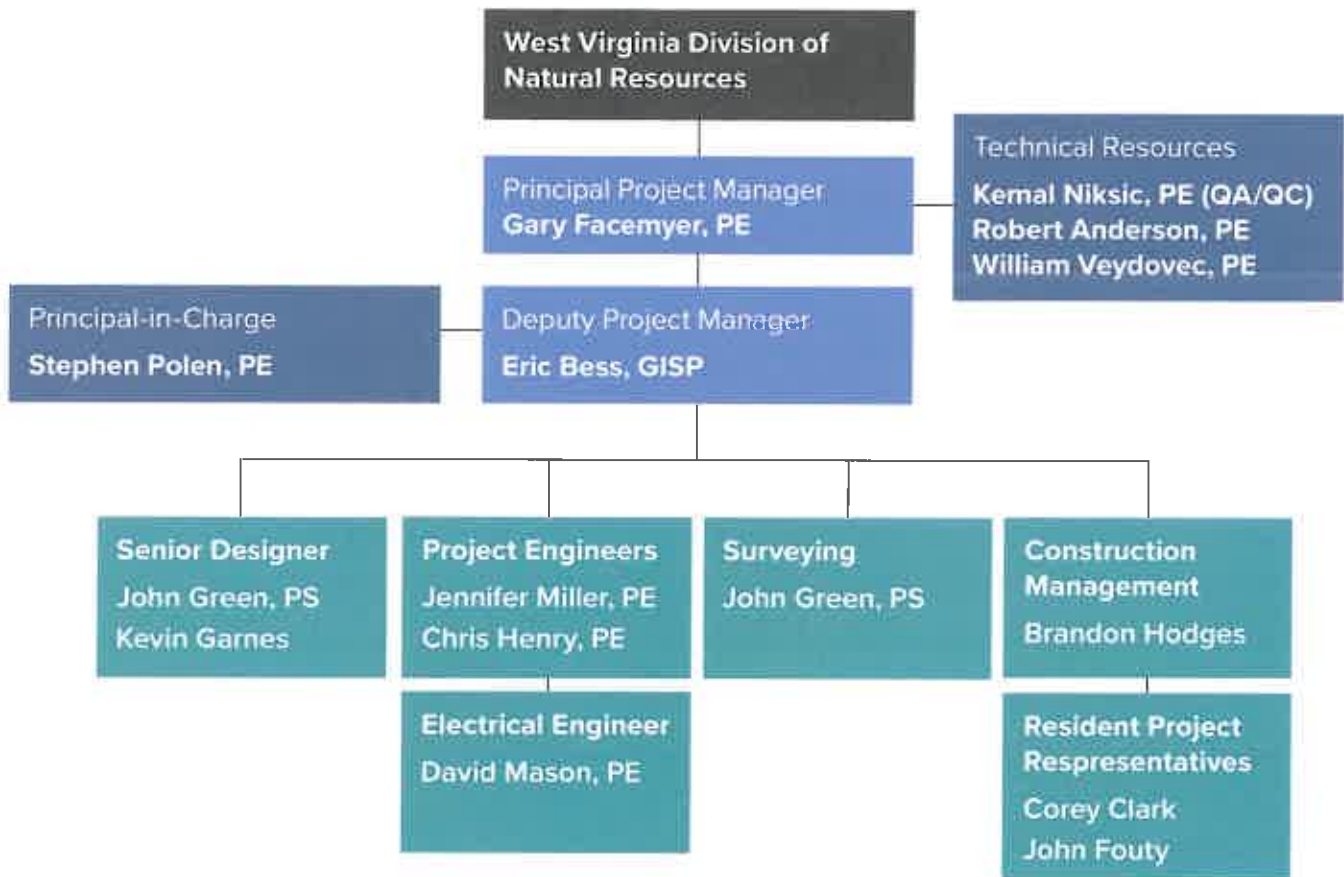 West Virginia Division of
Natural Resources
Principal Project Manager
Gary Facemyer, PE
Technical Resources
Kemal Niksic, PE (QA/QC)
Robert Anderson, PE
William Veydovec, PE
Principal-in-Charge
Stephen Polen, PE
Deputy Project Manager
Eric Bess, GISP
Senior Designer
John Green, PS
Kevin Garnes
Project Engineers
Jennifer Miller, PE
Chris Henry, PE
Surveying
John Green, PS
Construction
Management
Brandon Hodges
Electrical Engineer
David Mason, PE
Resident Project
Respresentatives
Corey Clark
John Fouty